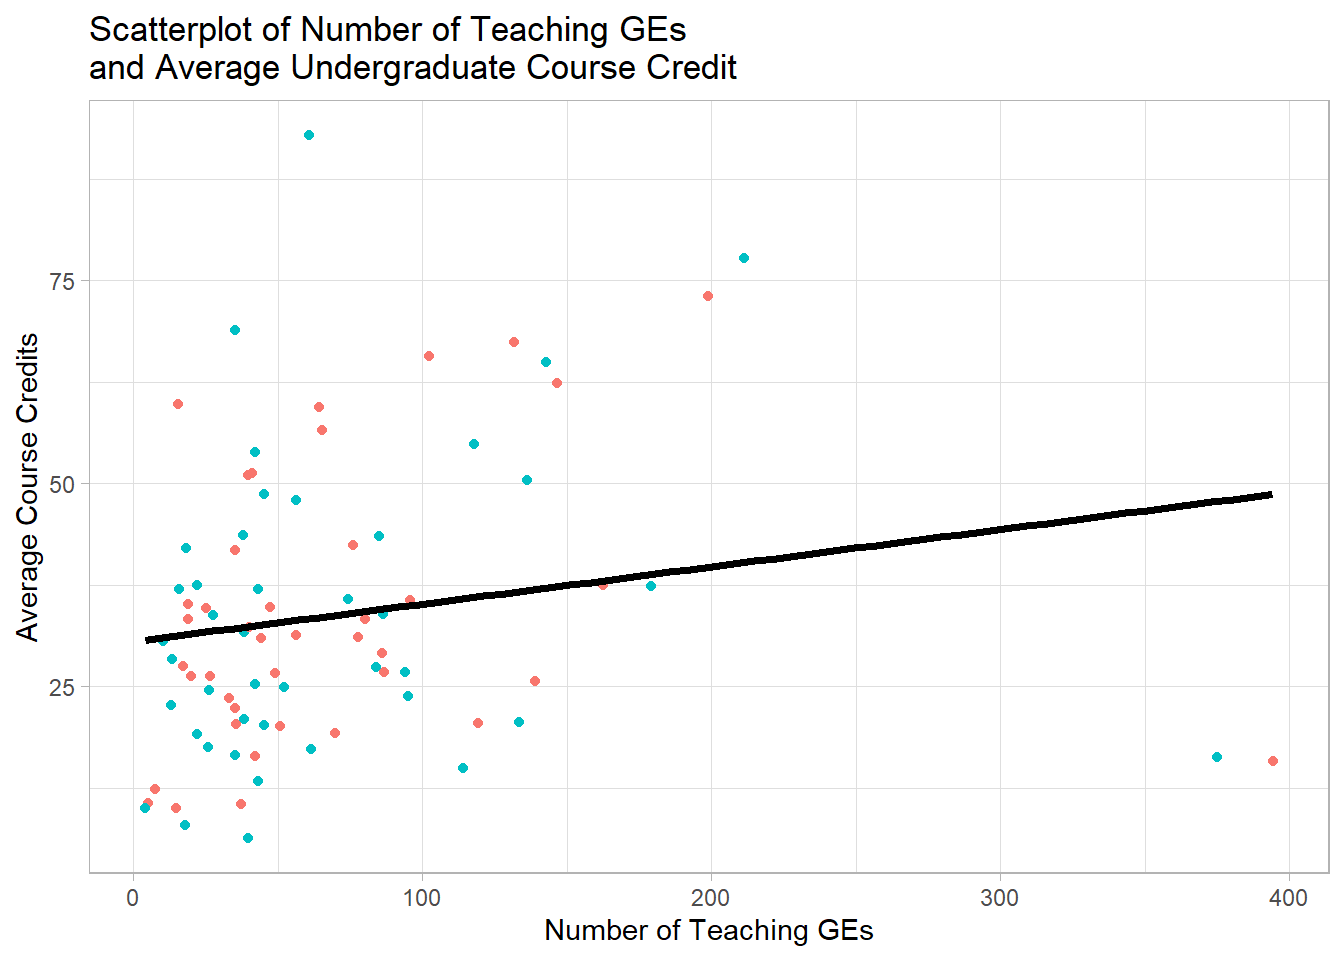 Scatterplot of Number of Teaching GEs
and Average Undergraduate Course Credit
Average Course Credits
75
50
25
0
100
200
300
400
Number of Teaching GEs